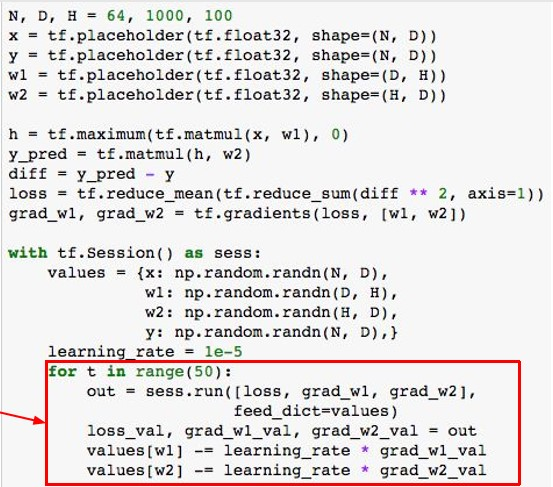 N, D, H = 64, 1000, 100
x = tf.placeholder(tf.float32, shape=(N, D))
y = tf.placeholder(tf.float32, shape=(N, D))
w1 = tf.placeholder(tf.float32, shape=(D, H))
w2 = tf.placeholder(tf.float32, shape=(H, D))

h = tf.maximum(tf.matmul(x, w1), 0)
y_pred = tf.matmul(h, w2)
diff = y_pred - y
loss = tf.reduce_mean(tf.reduce_sum(diff ** 2, axis=1))
grad_w1, grad_w2 = tf.gradients(loss, [w1, w2])

with tf.Session() as sess:
    values = {x: np.random.randn(N, D),
              w1: np.random.randn(D, H),
              w2: np.random.randn(H, D),
              y: np.random.randn(N, D),}
    learning_rate = 1e-5
    for t in range(50):
        out = sess.run([loss, grad_w1, grad_w2],
                       feed_dict=values)
        loss_val, grad_w1_val, grad_w2_val = out
        values[w1] -= learning_rate * grad_w1_val
        values[w2] -= learning_rate * grad_w2_val